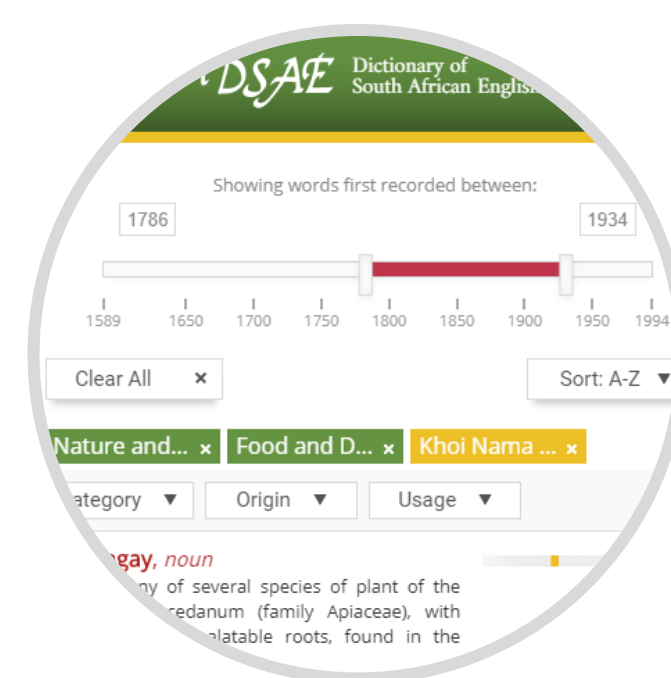 DSAE Dictionary of
South African English
Showing words first recorded between:
1786 1934
1589 1650 1700 1750 1800 1850 1900 1950 1994
Clear All × Sort: A-Z ▼
Nature and... × Food and D... × Khoi Nama ... ×
ategory ▼ Origin ▼ Usage ▼
gay, noun
ny of several species of plant of the
cedanum (family Apiaceae), with
alatable roots, found in the